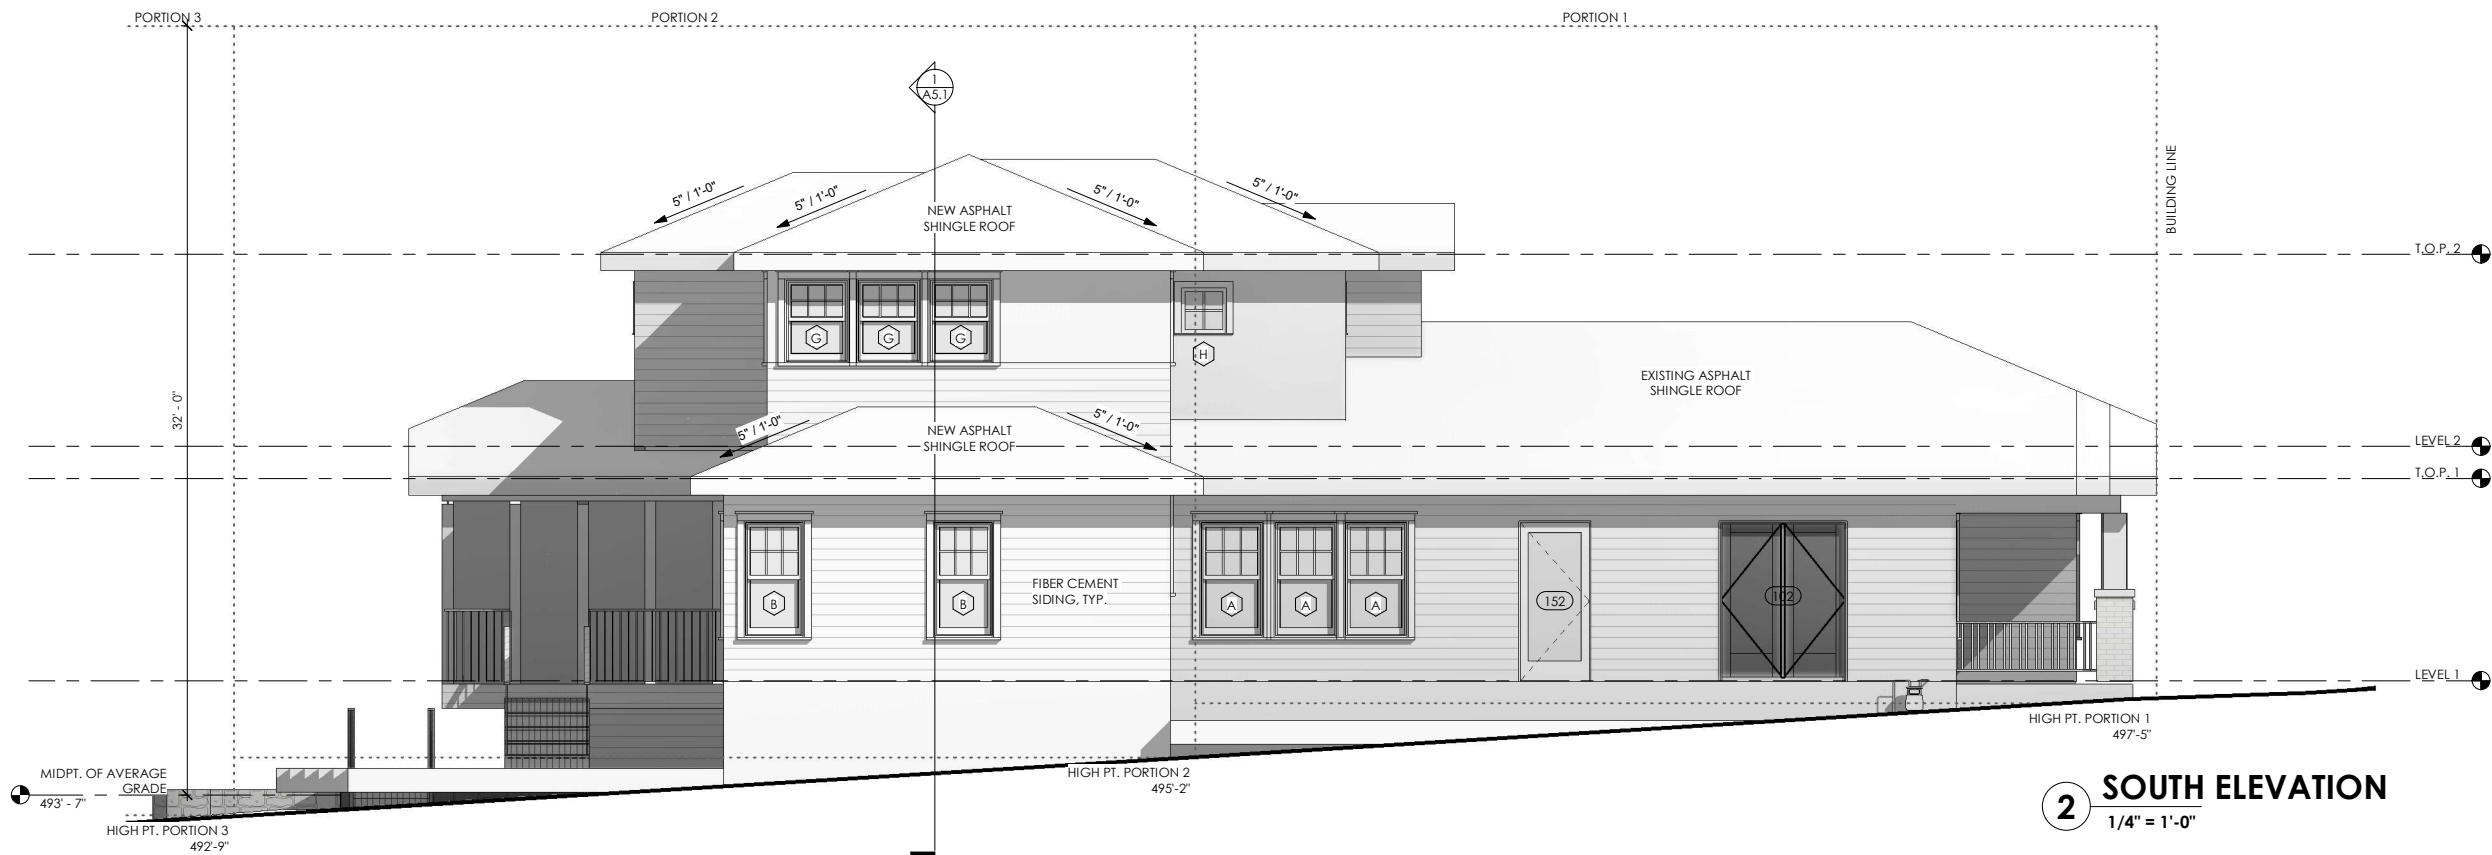 PORTION 3
PORTION 2
PORTION 1
1
A5.1
BUILDING LINE
5" / 1'-0"
5" / 1'-0"
5" / 1'-0"
5" / 1'-0"
NEW ASPHALT
SHINGLE ROOF
T.O.P. 2
G
G
G
H
EXISTING ASPHALT
SHINGLE ROOF
32' - 0"
5" / 1'-0"
5" / 1'-0"
NEW ASPHALT
SHINGLE ROOF
LEVEL 2
T.O.P. 1
FIBER CEMENT
SIDING, TYP.
B
B
A
A
A
152
102
LEVEL 1
HIGH PT. PORTION 1
497'-5"
MIDPT. OF AVERAGE
GRADE
493' - 7"
HIGH PT. PORTION 2
495'-2"
HIGH PT. PORTION 3
492'-9"
2
SOUTH ELEVATION
1/4" = 1'-0"